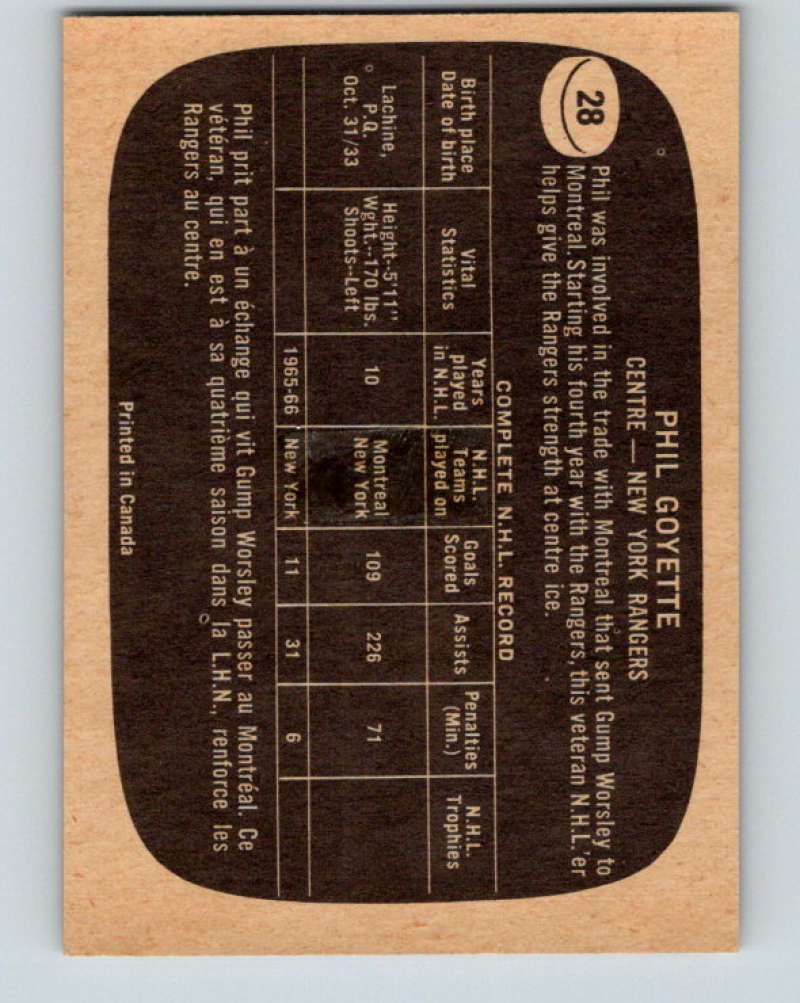 PHIL GOYETTE
CENTRE — NEW YORK RANGERS
28
Phil was involved in the trade with Montreal that sent Gump Worsley to
Montreal. Starting his fourth year with the Rangers, this veteran N.H.L.'er
helps give the Rangers strength at centre ice.
COMPLETE N.H.L. RECORD
Birth place
Date of birth
Vital
Statistics
Years
played
in N.H.L.
N.H.L.
Teams
played on
Goals
Scored
Assists
Penalties
(Min.)
N.H.L.
Trophies
Lachine,
P.Q.
Oct. 31/33
Height-5'11"
Wght.--170 lbs.
Shoots--Left
10
Montreal
New York
109
226
71
1965-66
New York
11
31
6
Phil prit part à un échange qui vit Gump Worsley passer au Montréal. Ce
vétéran, qui en est à sa quatrième saison dans la L.H.N., renforce les
Rangers au centre.
Printed in Canada